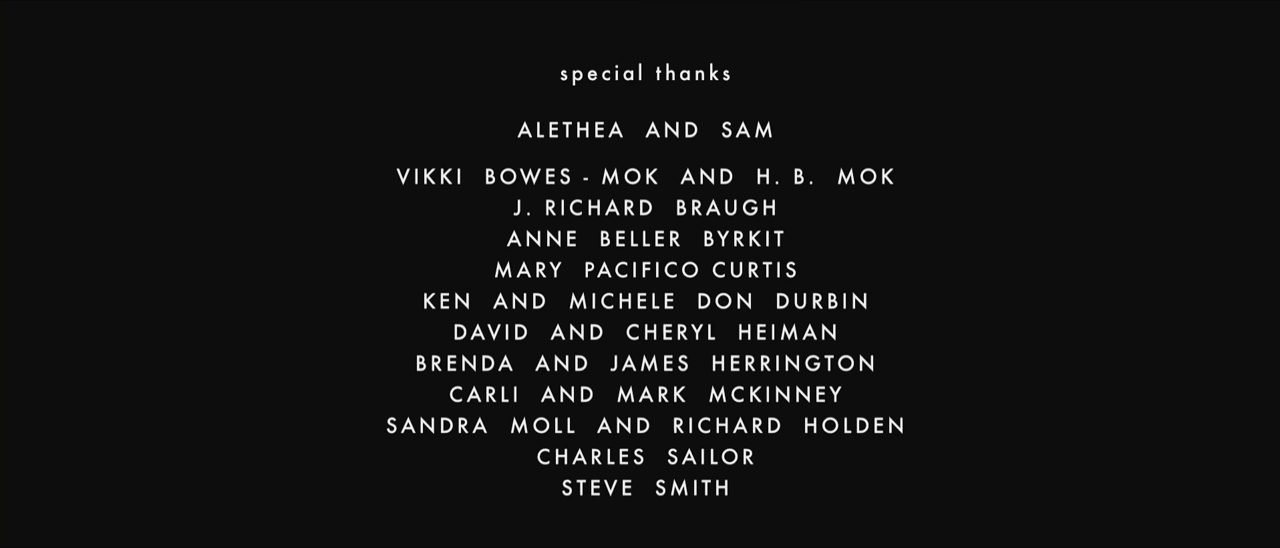 special thanks
ALETHEA AND SAM
VIKKI BOWES - MOK AND H. B. MOK
J. RICHARD BRAUGH
ANNE BELLER BYRKIT
MARY PACIFICO CURTIS
KEN AND MICHELE DON DURBIN
DAVID AND CHERYL HEIMAN
BRENDA AND JAMES HERRINGTON
CARLI AND MARK MCKINNEY
SANDRA MOLL AND RICHARD HOLDEN
CHARLES SAILOR
STEVE SMITH